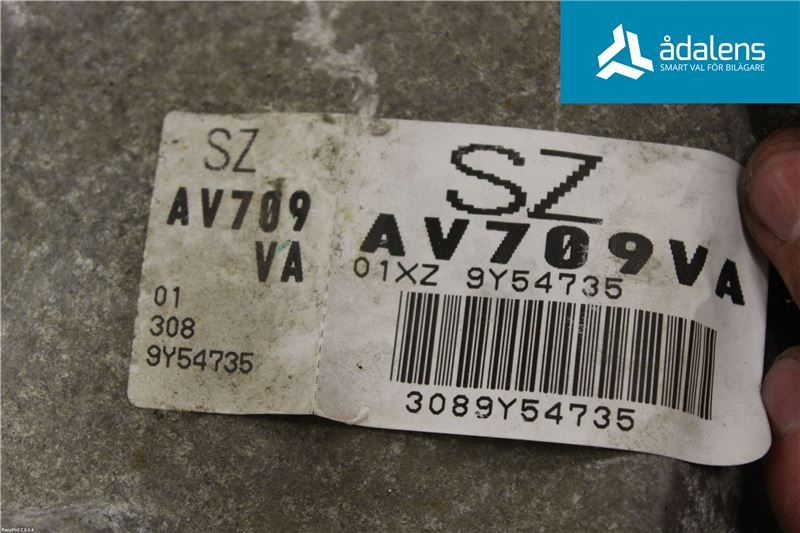 ådalens
SMART VAL FÖR BILÄGARE
SZ
AV709
VA
01
308
9Y54735
SZ
AV709VA
01XZ 9Y54735
3089Y54735